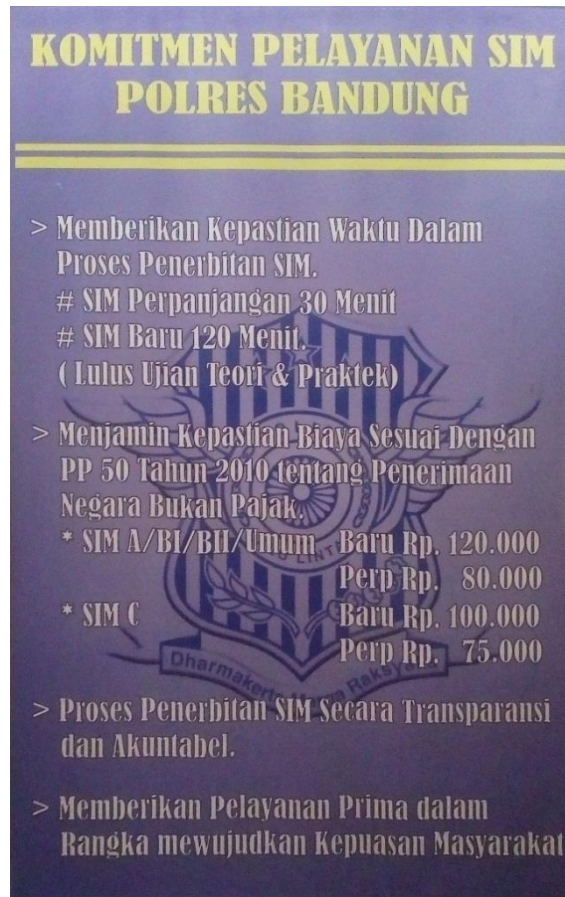 KOMITMEN PELAYANAN SIM
POLRES BANDUNG
> Memberikan Kepastian Waktu Dalam
Proses Penerbitan SIM.
# SIM Perpanjangan 30 Menit
# SIM Baru 120 Menit.
( Lulus Ujian Teori & Praktek)
> Menjamin Kepastian Biaya Sesuai Dengan
PP 50 Tahun 2010 tentang Penerimaan
Negara Bukan Pajak.
* SIM A/BI/BII/Umum Baru Rp. 120.000
Perp Rp. 80.000
* SIM C Baru Rp. 100.000
Perp Rp. 75.000
Dharmakerta Marga Raksyaka
> Proses Penerbitan SIM Secara Transparansi
dan Akuntabel.
> Memberikan Pelayanan Prima dalam
Rangka mewujudkan Kepuasan Masyarakat